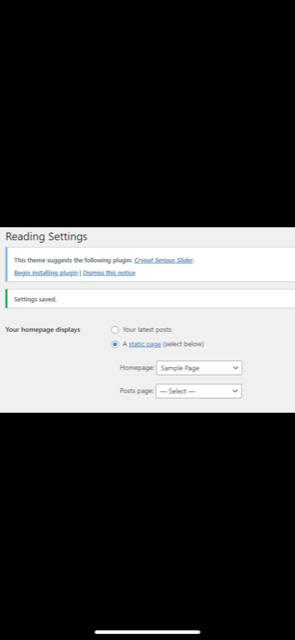 Reading Settings
This theme suggests the following plugin: Cryout Serious Slider.
Begin installing plugin | Dismiss this notice
Settings saved.
Your homepage displays
Your latest posts
A static page (select below)
Homepage: Sample Page
Posts page: — Select —